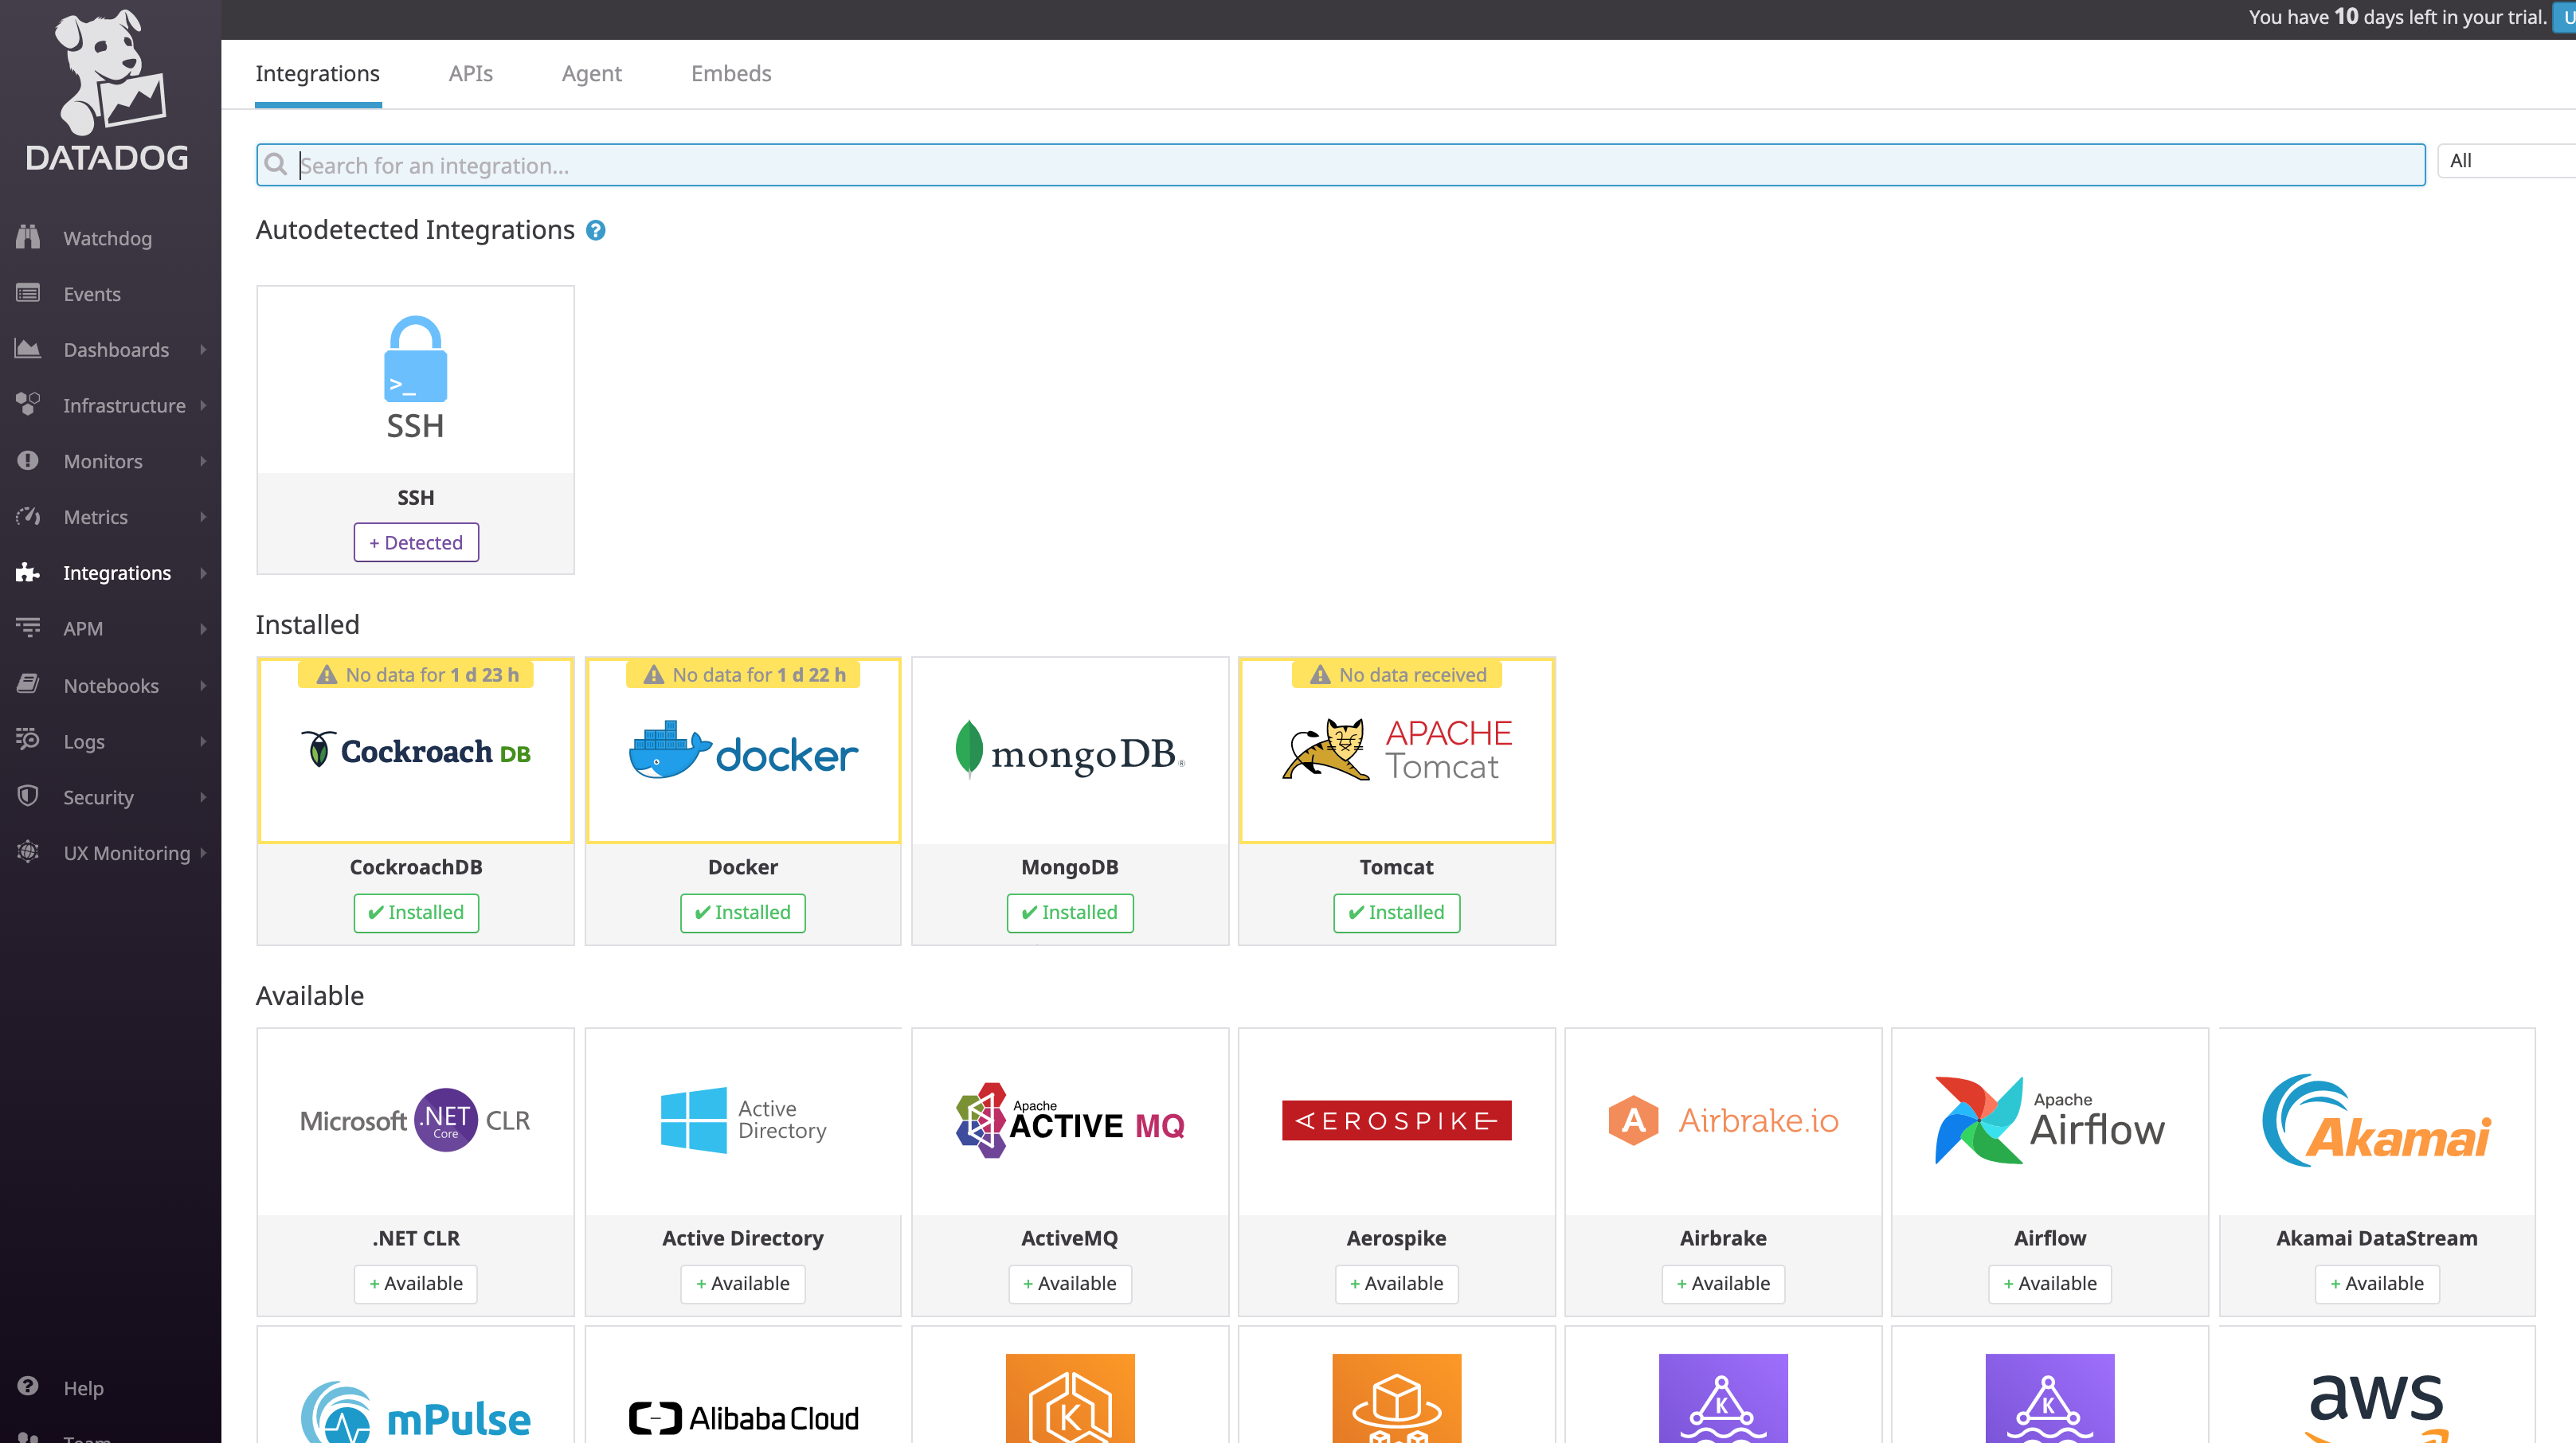 DATADOG
Watchdog
Events
Dashboards
Infrastructure
Monitors
Metrics
Integrations
APM
Notebooks
Logs
Security
UX Monitoring
Help
You have 10 days left in your trial.
Integrations
APIs
Agent
Embeds
Search for an integration...
All
Autodetected Integrations ?
>_
SSH
SSH
+ Detected
Installed
No data for 1 d 23 h
Cockroach DB
CockroachDB
✔ Installed
No data for 1 d 22 h
docker
Docker
✔ Installed
mongoDB®
MongoDB
✔ Installed
No data received
APACHE
Tomcat
Tomcat
✔ Installed
Available
Microsoft .NET Core CLR
.NET CLR
+ Available
Active
Directory
Active Directory
+ Available
Apache
ACTIVE MQ
ActiveMQ
+ Available
AEROSPIKE
Aerospike
+ Available
A Airbrake.io
Airbrake
+ Available
Apache
Airflow
Airflow
+ Available
Akamai
Akamai DataStream
+ Available
mPulse
Alibaba Cloud
K
K
K
aws